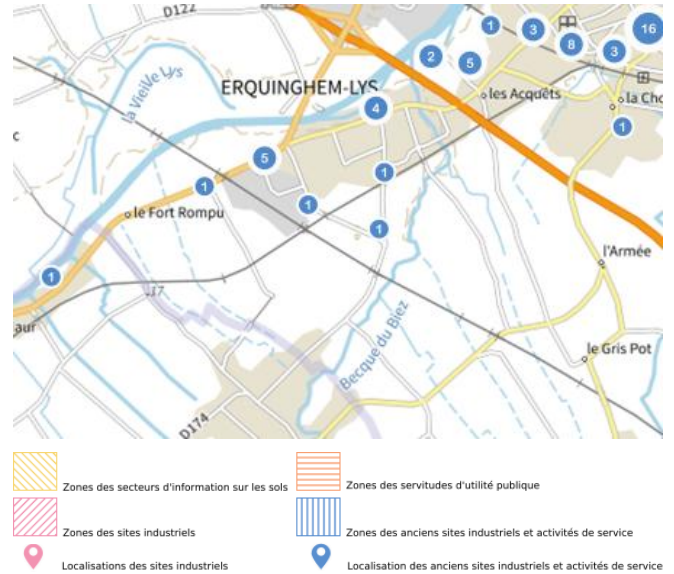 D122
la Vieille Lys
ERQUINGHEM-LYS
1
3
8
16
2
5
3
4
les Acquêts
la Cho
1
c
5
1
1
1
le Fort Rompu
1
1
l'Armée
17
aur
Becque du Biez
le Gris Pot
D174
Zones des secteurs d'information sur les sols
Zones des servitudes d'utilité publique
Zones des sites industriels
Zones des anciens sites industriels et activités de service
Localisations des sites industriels
Localisation des anciens sites industriels et activités de service